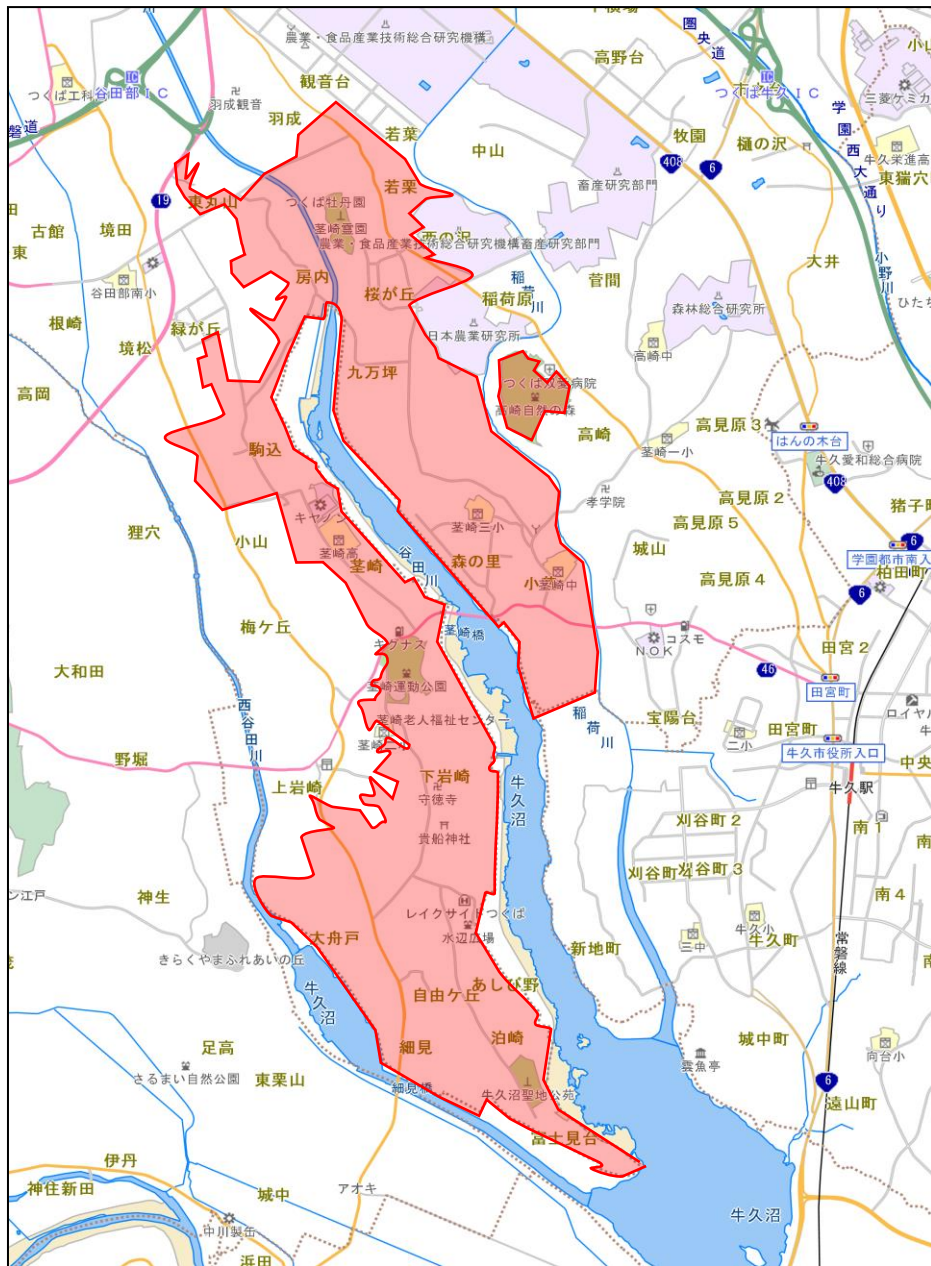 農業・食品産業技術総合研究機構
高野台
圏央道
IC
谷田部IC
つくば工科
羽成観音
観音台
羽成
若葉
中山
牧園
IC
つくば牛久IC
三菱ケミカ
学園西大通り
樋の沢
408
6
牛久栄進高
東猯穴
磐道
19
東丸山
若栗
つくば牡丹園
茎崎霊園
畜産研究部門
西の沢
農業・食品産業技術総合研究機構畜産研究部門
小野川
古館
東
境田
谷田部南小
房内
桜が丘
稲荷川
稲荷原
菅間
大井
森林総合研究所
ひたち
根崎
境松
緑が丘
日本農業研究所
高崎中
九万坪
高岡
つくば双愛病院
高崎自然の森
高崎
高見原3
はんの木台
茎崎一小
牛久愛和総合病院
駒込
408
狸穴
小山
キヤノン
茎崎高
茎崎
茎崎三小
孝学院
高見原2
高見原5
猪子町
谷田川
森の里
城山
6
学園都市南入
柏田町
茎崎中
高見原4
6
梅ケ丘
茎崎橋
コスモ
NOK
田宮2
キグナス
大和田
茎崎運動公園
46
田宮町
西谷田川
茎崎老人福祉センター
稲荷川
宝陽台
二小
田宮町
ロイヤル
牛久市役所入口
野堀
上岩崎
下岩崎
守徳寺
牛久沼
中央
牛久駅
貴船神社
刈谷町2
南1
刈谷町3
神生
レイクサイドつくば
水辺広場
南4
牛久小
大舟戸
三中
牛久町
きらくやまふれあいの丘
新地町
常磐線
牛久沼
あしび野
自由ケ丘
足高
細見
泊崎
城中町
さるまい自然公園
東栗山
雲魚亭
向台小
細見橋
牛久沼聖地公苑
6
遠山町
富士見台
伊丹
神住新田
城中
アオキ
中川製缶
牛久沼
浜田